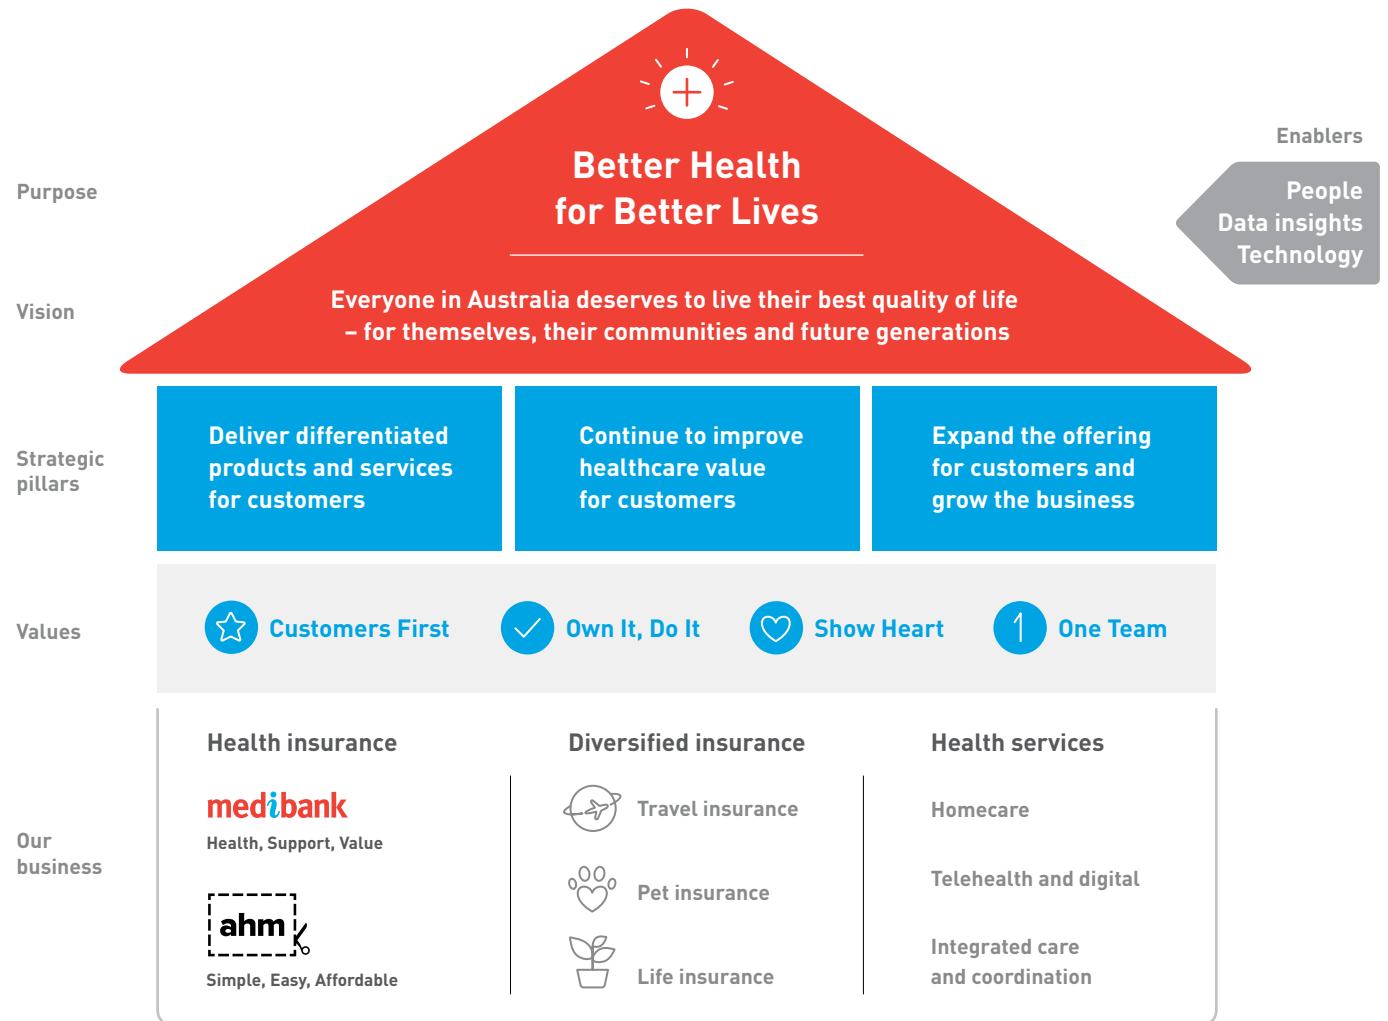 Enablers
People
Data insights
Technology
Purpose
Better Health
for Better Lives
Vision
Everyone in Australia deserves to live their best quality of life
– for themselves, their communities and future generations
Strategic
pillars
Deliver differentiated
products and services
for customers
Continue to improve
healthcare value
for customers
Expand the offering
for customers and
grow the business
Values
Customers First
Own It, Do It
Show Heart
1
One Team
Our
business
Health insurance
medibank
Health, Support, Value
ahm
Simple, Easy, Affordable
Diversified insurance
Travel insurance
Pet insurance
Life insurance
Health services
Homecare
Telehealth and digital
Integrated care
and coordination